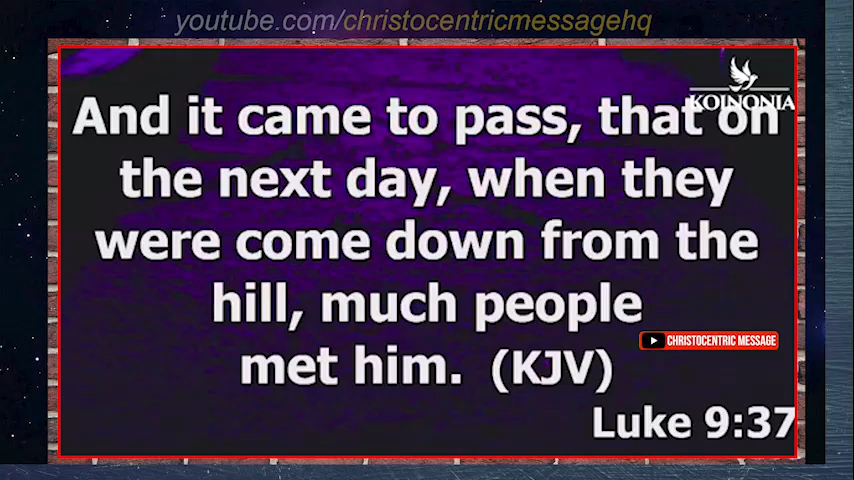 youtube.com/christocentricmessagehq
KOINONIA
And it came to pass, that on
the next day, when they
were come down from the
hill, much people
met him. (KJV)
CHRISTOCENTRIC MESSAGE
Luke 9:37